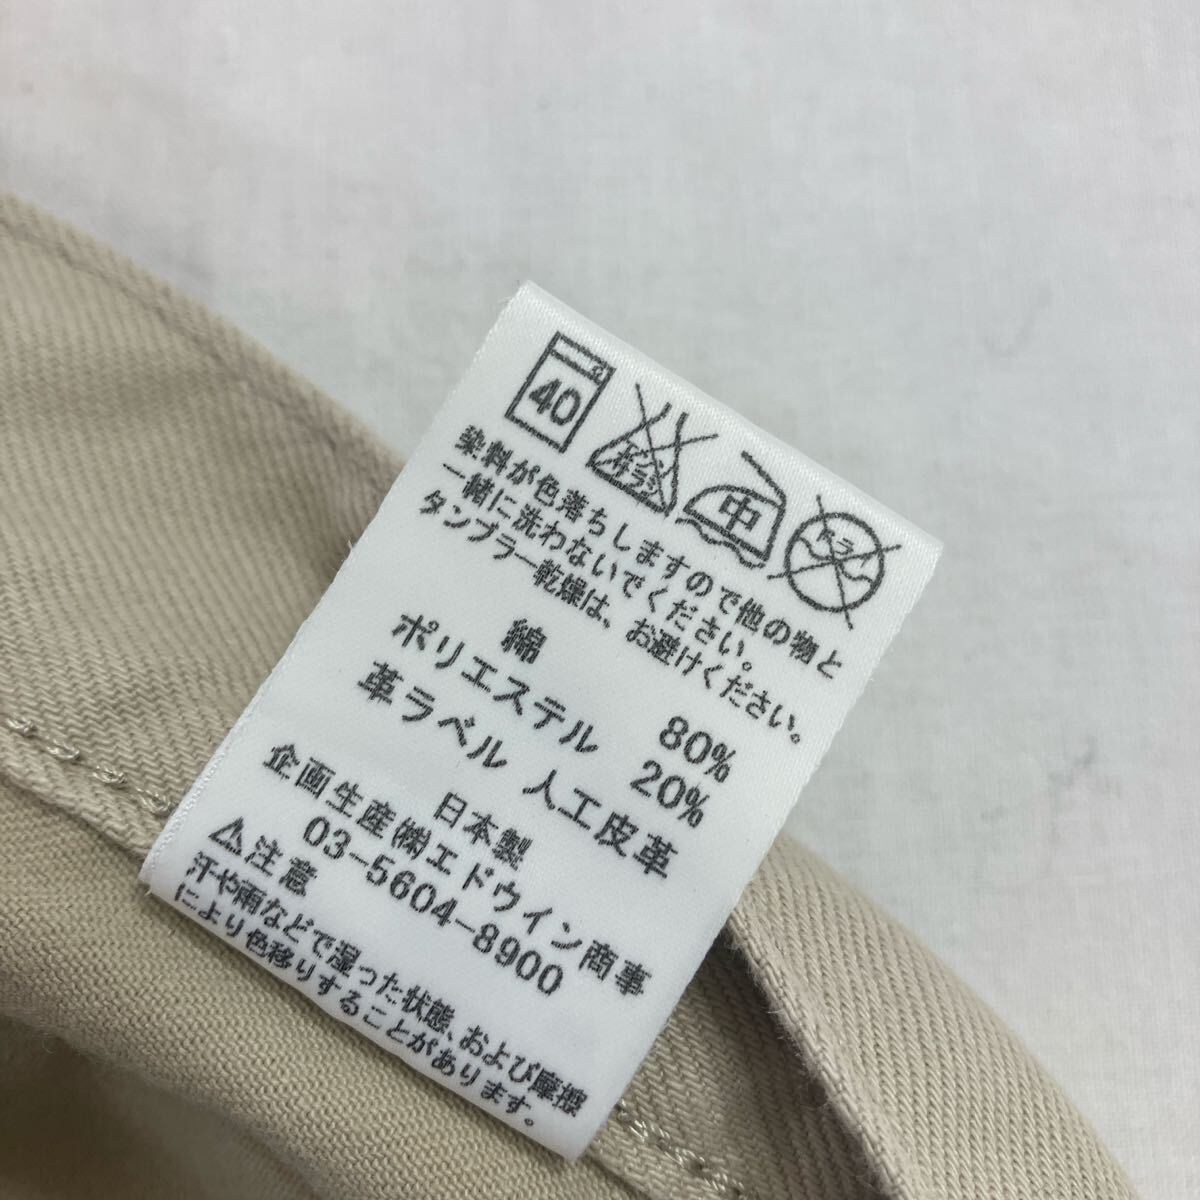 40
エンソ
サラシ
中
ドライ
染料が色落ちしますので他の物と
一緒に洗わないでください。
タンブラー乾燥は、お避けください。
綿 80%
ポリエステル 20%
革ラベル 人工皮革
日本製
企画生産㈱エドウイン商事
03-5604-8900
⚠注意
汗や雨などで湿った状態、および摩擦
により色移りすることがあります。